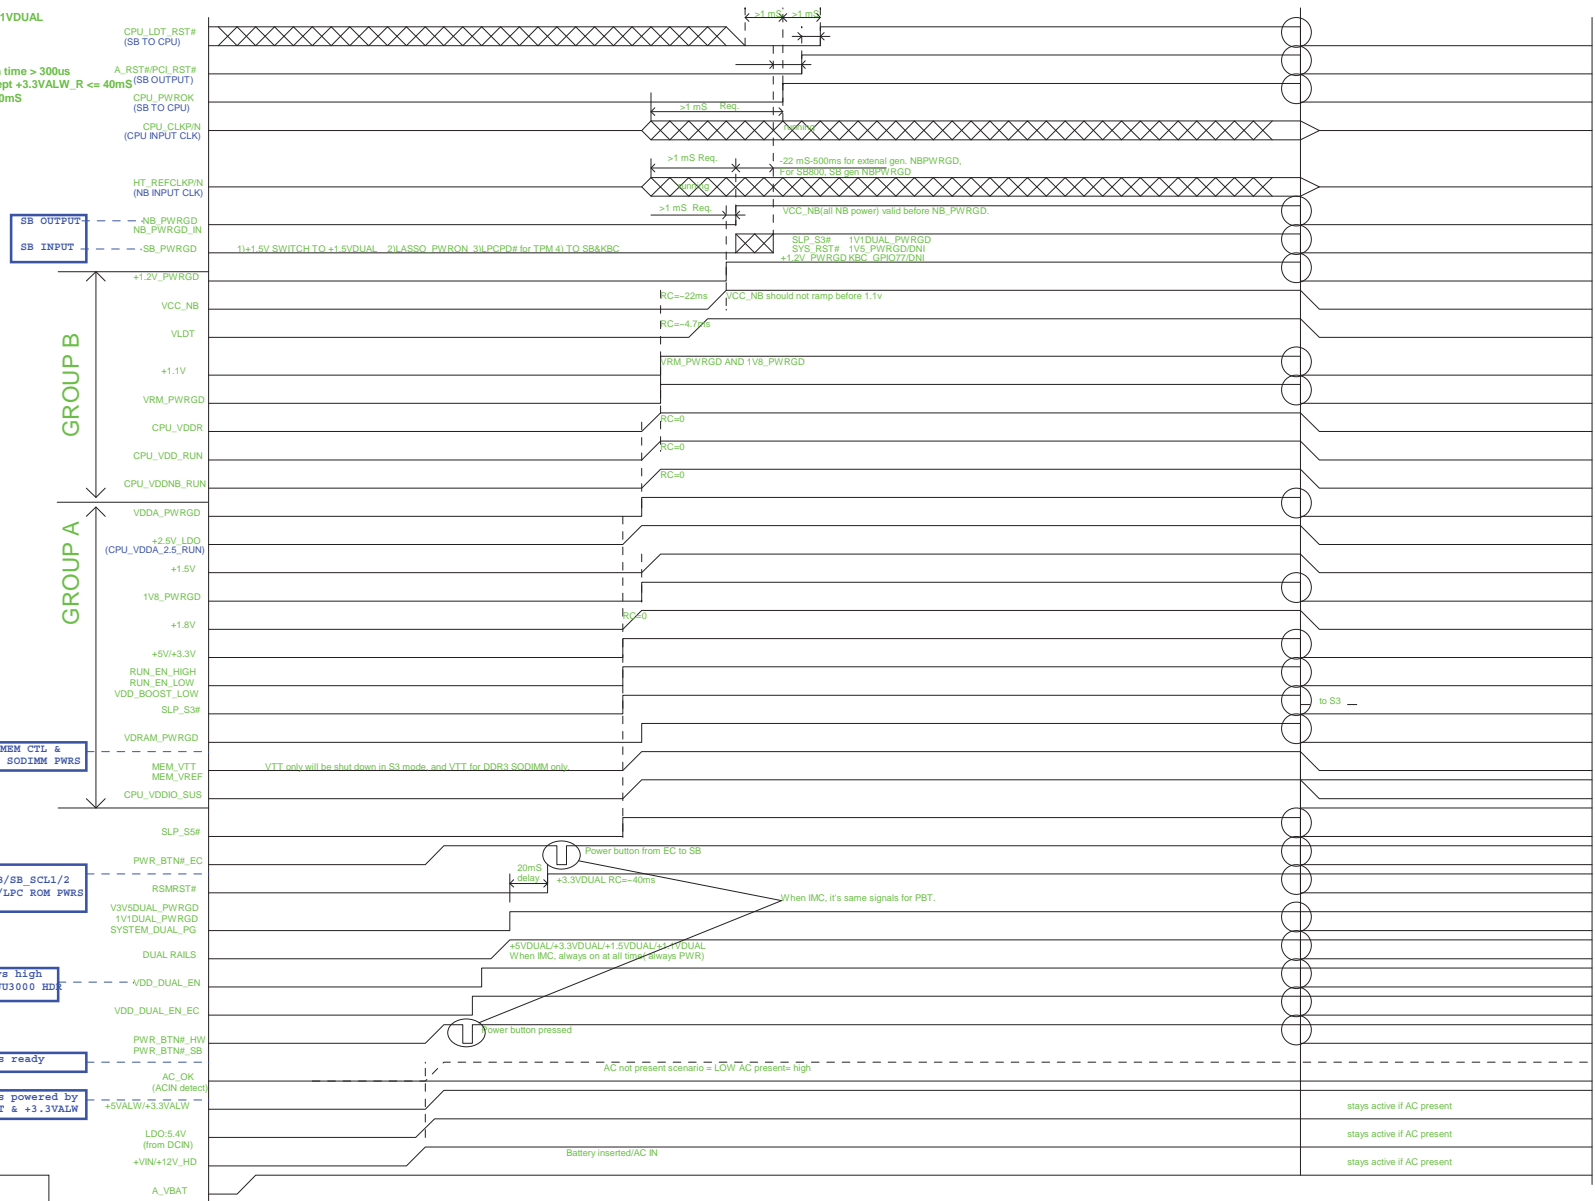 1VDUAL
>1 mS
>1 mS
CPU_LDT_RST#
(SB TO CPU)
time > 300us
ept +3.3VALW_R <= 40mS
0mS
A_RST#/PCI_RST#
(SB OUTPUT)
CPU_PWROK
(SB TO CPU)
>1 mS Req.
CPU_CLKP/N
(CPU INPUT CLK)
running
>1 mS Req.
-22 mS-500ms for extenal gen. NBPWRGD,
For SB800, SB gen NBPWRGD
HT_REFCLKP/N
(NB INPUT CLK)
running
>1 mS Req.
VCC_NB(all NB power) valid before NB_PWRGD.
SB OUTPUT
SB INPUT
NB_PWRGD
NB_PWRGD_IN
SB_PWRGD
1)+1.5V SWITCH TO +1.5VDUAL 2)LASSO_PWRON 3)LPCPD# for TPM 4) TO SB&KBC
SLP_S3# 1V1DUAL_PWRGD
SYS_RST# 1V5_PWRGD/DNI
+1.2V_PWRGD KBC_GPIO77/DNI
+1.2V_PWRGD
RC=~22ms
VCC_NB should not ramp before 1.1v
VCC_NB
RC=~4.7ms
VLDT
GROUP B
VRM_PWRGD AND 1V8_PWRGD
+1.1V
VRM_PWRGD
RC=0
CPU_VDDR
RC=0
CPU_VDD_RUN
RC=0
CPU_VDDNB_RUN
VDDA_PWRGD
GROUP A
+2.5V_LDO
(CPU_VDDA_2.5_RUN)
+1.5V
1V8_PWRGD
RC=0
+1.8V
+5V/+3.3V
RUN_EN_HIGH
RUN_EN_LOW
VDD_BOOST_LOW
SLP_S3#
to S3
VDRAM_PWRGD
MEM CTL &
SODIMM PWRS
MEM_VTT
MEM_VREF
VTT only will be shut down in S3 mode, and VTT for DDR3 SODIMM only.
CPU_VDDIO_SUS
SLP_S5#
PWR_BTN#_EC
Power button from EC to SB
20mS
delay
+3.3VDUAL RC=~40ms
/SB_SCL1/2
/LPC ROM PWRS
RSMRST#
When IMC, it's same signals for PBT.
V3V5DUAL_PWRGD
1V1DUAL_PWRGD
SYSTEM_DUAL_PG
+5VDUAL/+3.3VDUAL/+1.5VDUAL/+1.1VDUAL
When IMC, always on at all time( always PWR)
DUAL RAILS
s high
U3000 HDR
VDD_DUAL_EN
VDD_DUAL_EN_EC
Power button pressed
PWR_BTN#_HW
PWR_BTN#_SB
s ready
AC not present scenario = LOW AC present= high
AC_OK
(ACIN detect)
s powered by
T & +3.3VALW
+5VALW/+3.3VALW
stays active if AC present
LDO:5.4V
(from DCIN)
stays active if AC present
Battery inserted/AC IN
+VIN/+12V_HD
stays active if AC present
A_VBAT